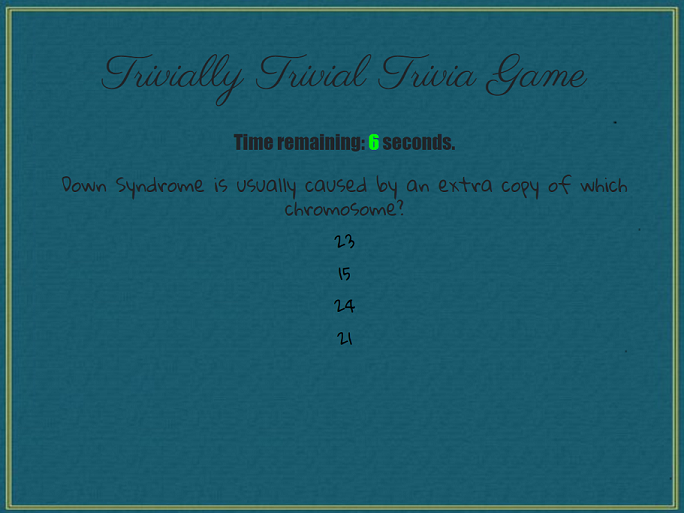 Trivially Trivial Trivia Game
Time remaining: 6 seconds.
Down Syndrome is usually caused by an extra copy of which
chromosome?
23
15
24
21